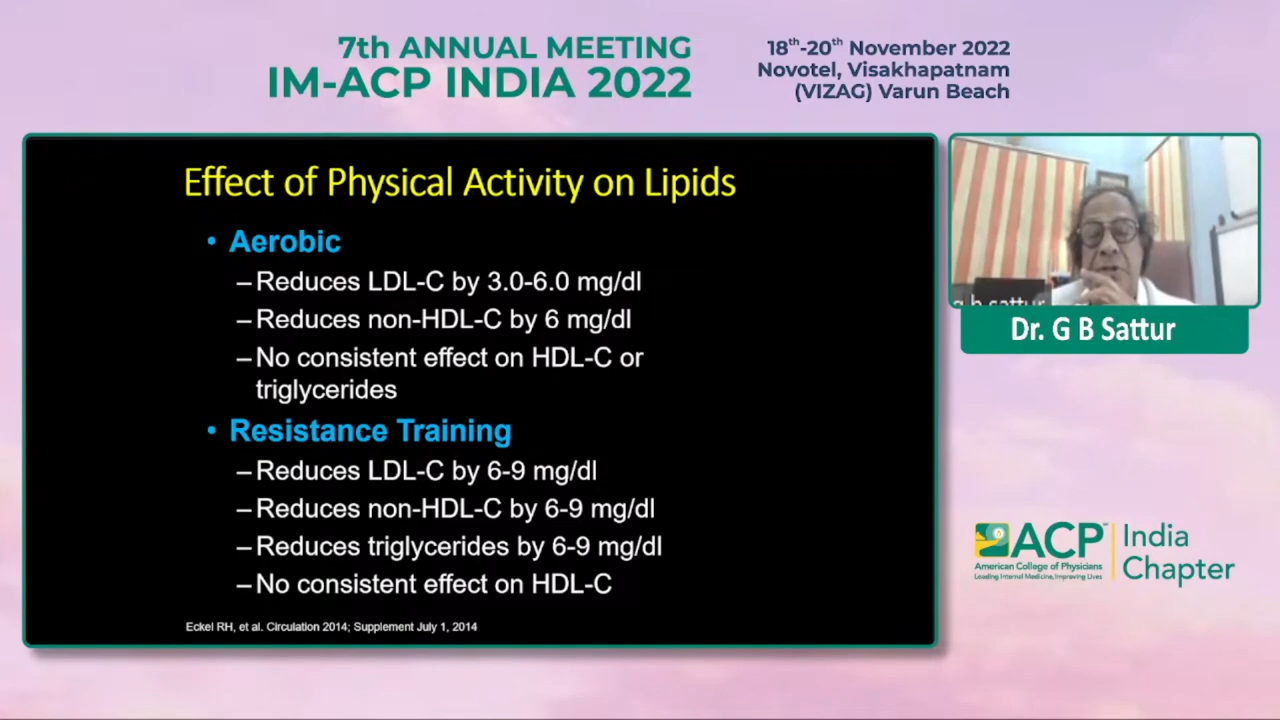 7th ANNUAL MEETING
IM-ACP INDIA 2022
18th-20th November 2022
Novotel, Visakhapatnam
(VIZAG) Varun Beach
Effect of Physical Activity on Lipids
• Aerobic
– Reduces LDL-C by 3.0-6.0 mg/dl
– Reduces non-HDL-C by 6 mg/dl
– No consistent effect on HDL-C or
triglycerides
• Resistance Training
– Reduces LDL-C by 6-9 mg/dl
– Reduces non-HDL-C by 6-9 mg/dl
– Reduces triglycerides by 6-9 mg/dl
– No consistent effect on HDL-C
Eckel RH, et al. Circulation 2014; Supplement July 1, 2014
g b sattur
Dr. G B Sattur
ACP™
American College of Physicians
Leading Internal Medicine, Improving Lives
India
Chapter